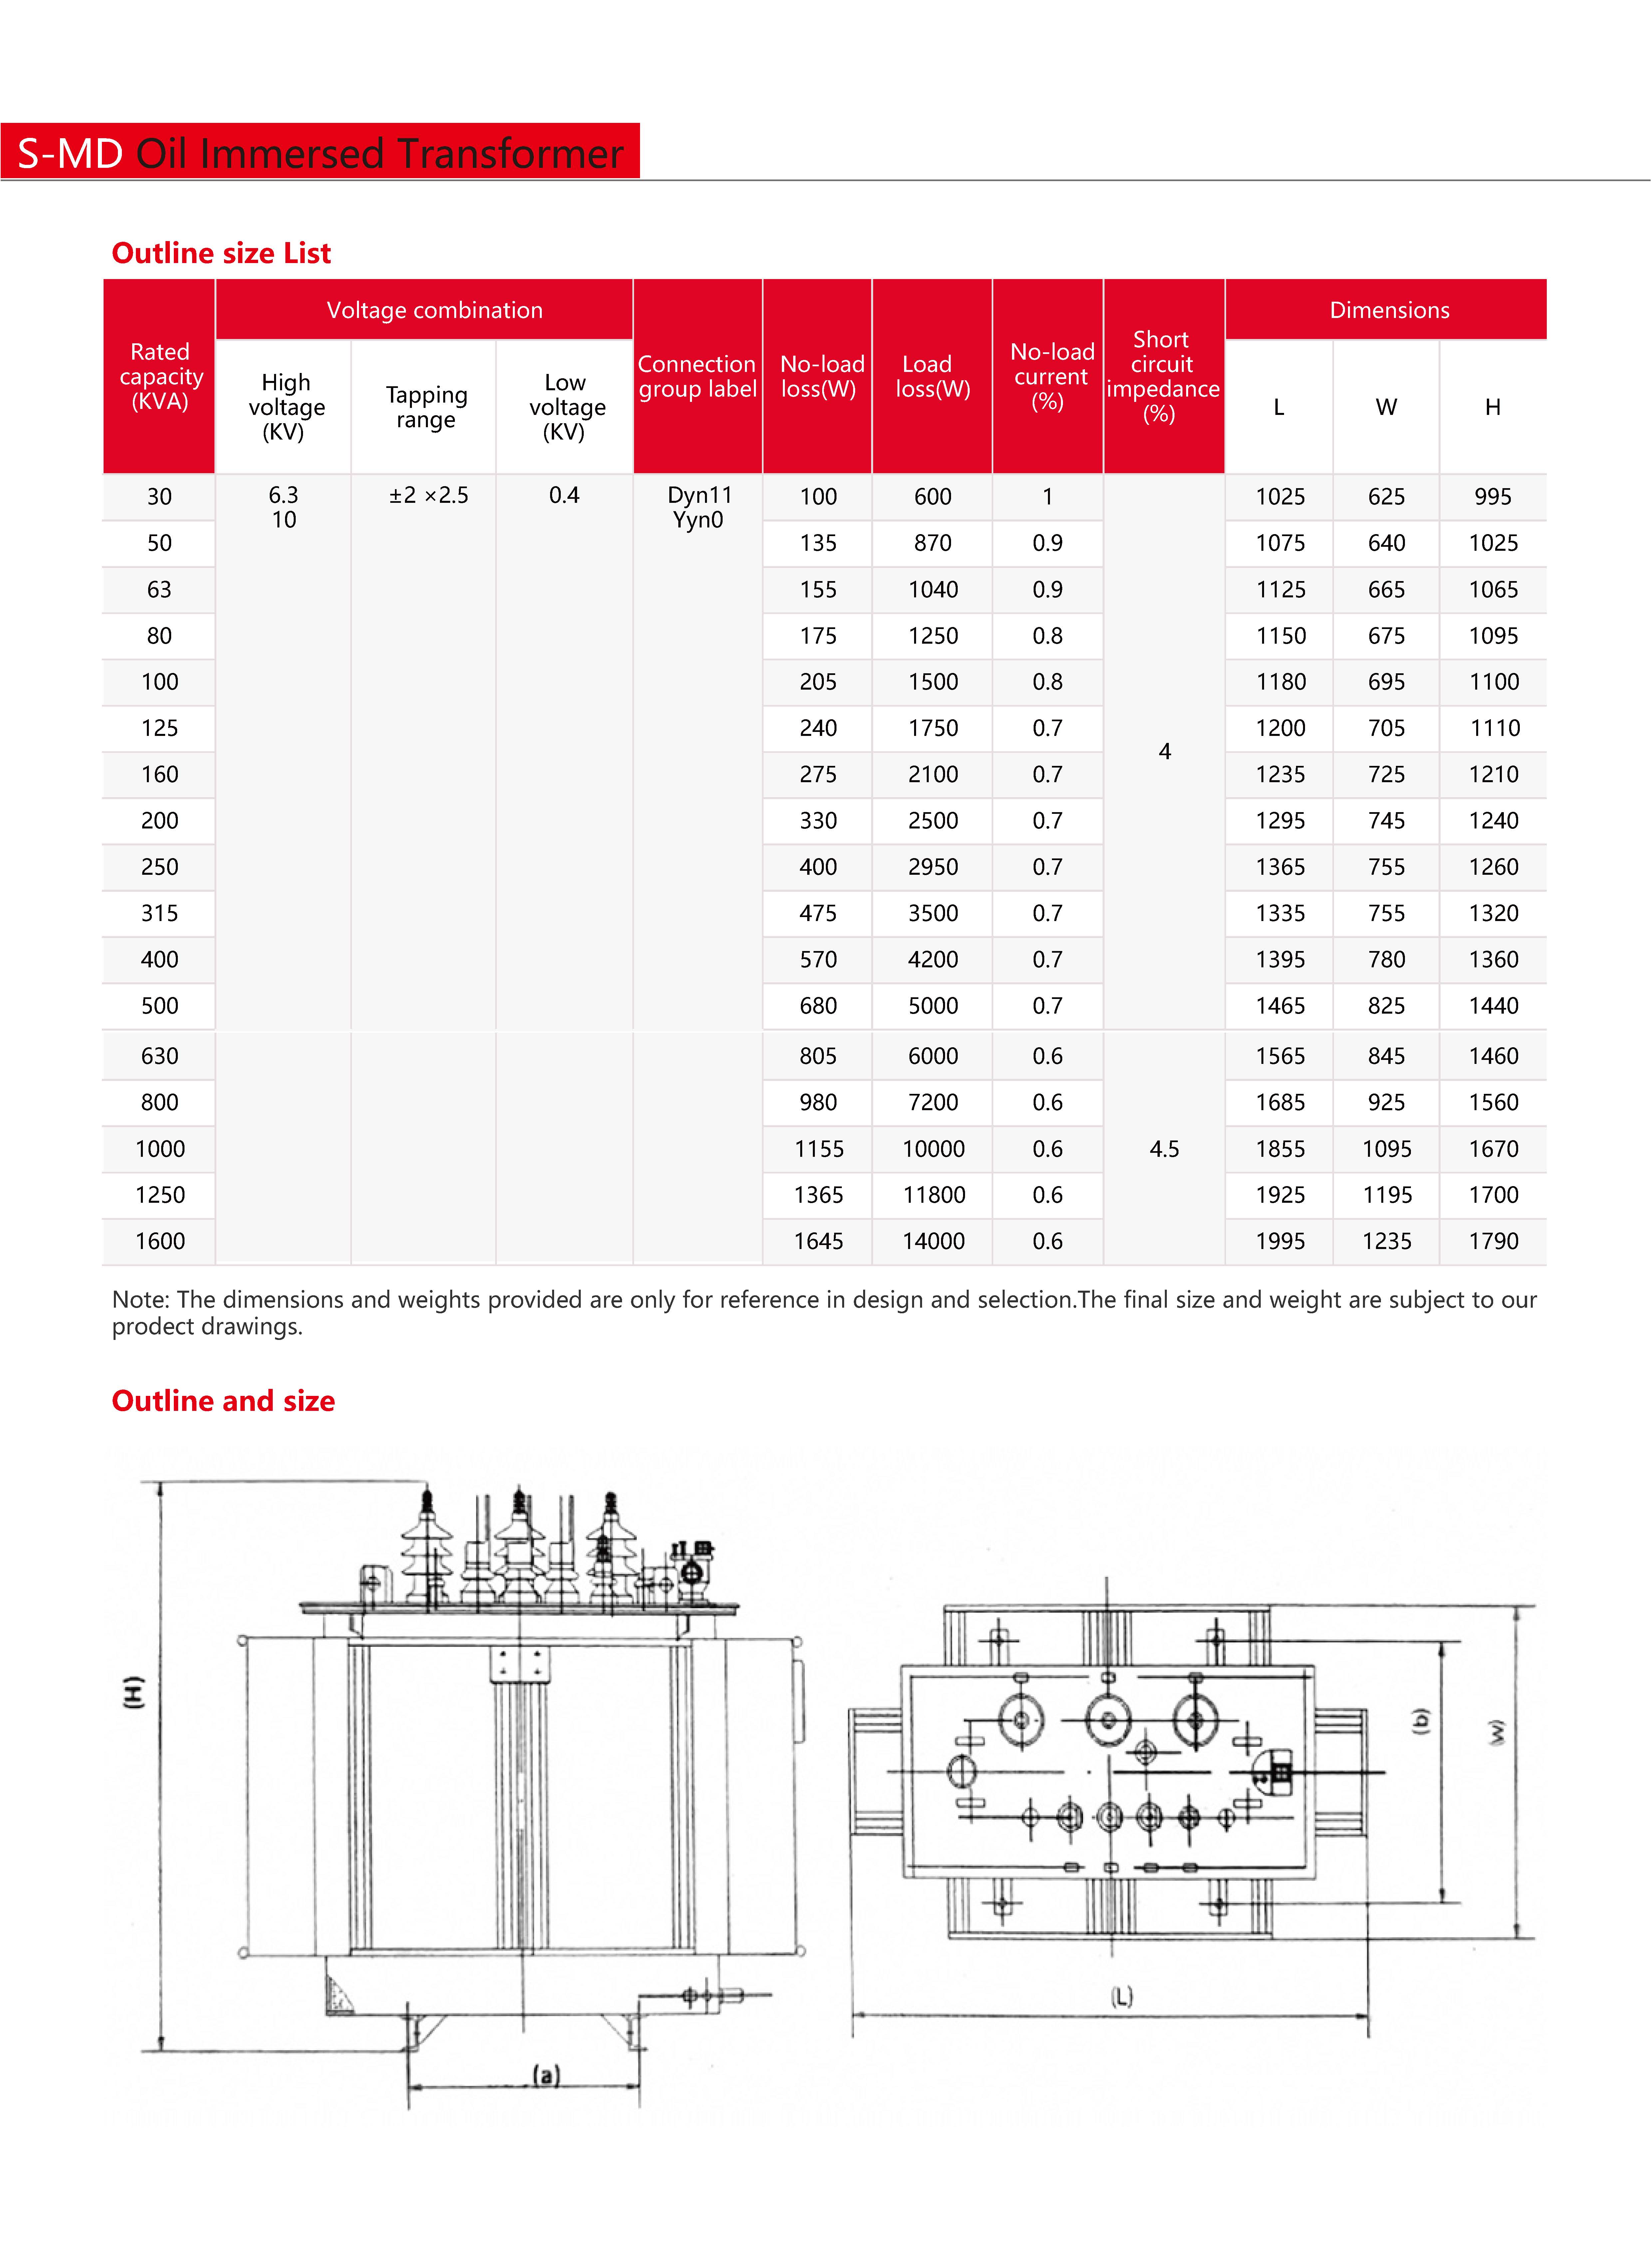 S-MD Oil Immersed Transformer
Outline size List
Rated capacity (KVA)
Voltage combination
High voltage (KV)
Tapping range
Low voltage (KV)
Connection group label
No-load loss(W)
Load loss(W)
No-load current (%)
Short circuit impedance (%)
Dimensions
L W H
30 6.3 10 ±2 ×2.5 0.4 Dyn11 Yyn0 100 600 1 1025 625 995
50 135 870 0.9 1075 640 1025
63 155 1040 0.9 1125 665 1065
80 175 1250 0.8 1150 675 1095
100 205 1500 0.8 1180 695 1100
125 240 1750 0.7 1200 705 1110
4
160 275 2100 0.7 1235 725 1210
200 330 2500 0.7 1295 745 1240
250 400 2950 0.7 1365 755 1260
315 475 3500 0.7 1335 755 1320
400 570 4200 0.7 1395 780 1360
500 680 5000 0.7 1465 825 1440
630 805 6000 0.6 1565 845 1460
800 980 7200 0.6 1685 925 1560
1000 1155 10000 0.6 4.5 1855 1095 1670
1250 1365 11800 0.6 1925 1195 1700
1600 1645 14000 0.6 1995 1235 1790
Note: The dimensions and weights provided are only for reference in design and selection.The final size and weight are subject to our
prodect drawings.
Outline and size
(H)
(a)
(b)
(W)
(L)